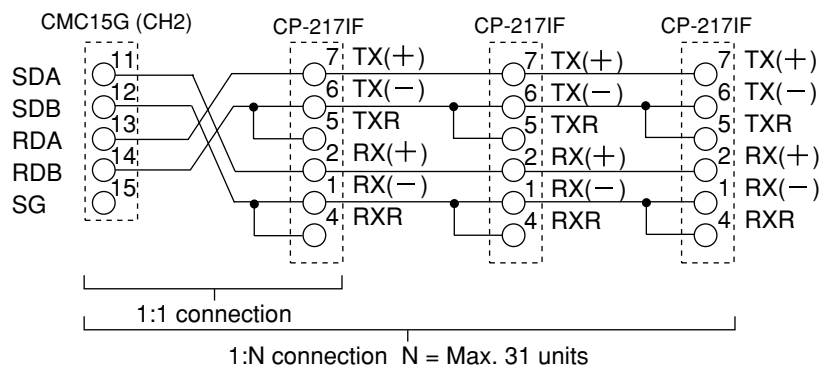 CMC15G (CH2)
SDA 11
SDB 12
RDA 13
RDB 14
SG 15
CP-217IF
7 TX(+)
6 TX(−)
5 TXR
2 RX(+)
1 RX(−)
4 RXR
CP-217IF
7 TX(+)
6 TX(−)
5 TXR
2 RX(+)
1 RX(−)
4 RXR
CP-217IF
7 TX(+)
6 TX(−)
5 TXR
2 RX(+)
1 RX(−)
4 RXR
1:1 connection
1:N connection N = Max. 31 units